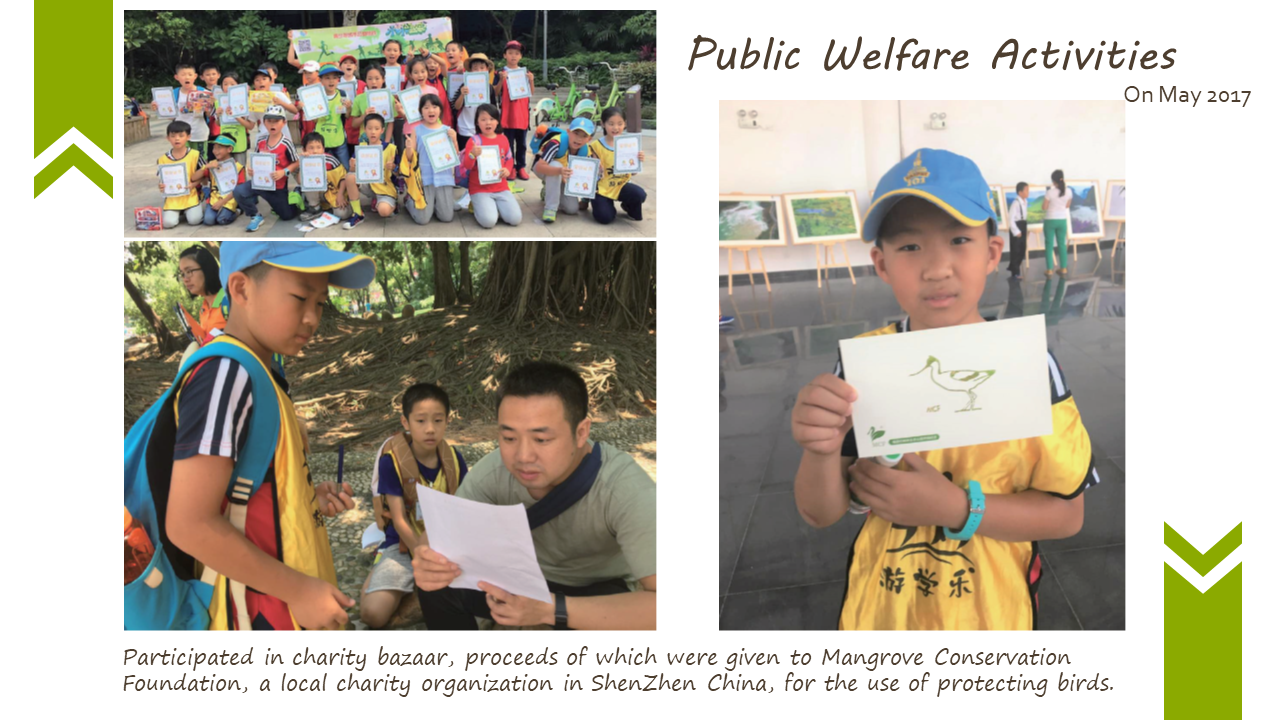 Public Welfare Activities
On May 2017
游学乐
Participated in charity bazaar, proceeds of which were given to Mangrove Conservation
Foundation, a local charity organization in ShenZhen China, for the use of protecting birds.